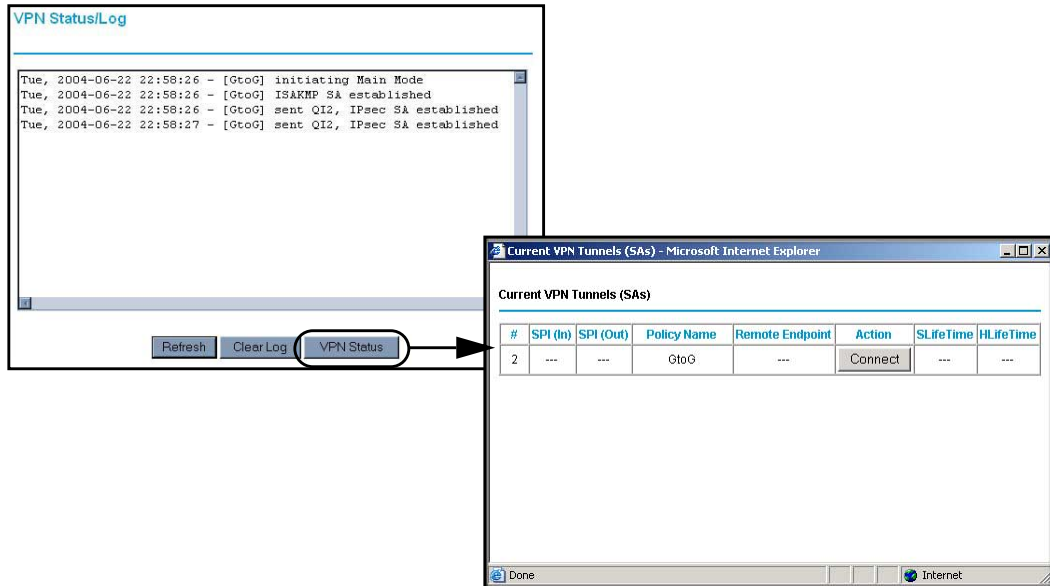 VPN Status/Log
Tue, 2004-06-22 22:58:26 - [GtoG] initiating Main Mode
Tue, 2004-06-22 22:58:26 - [GtoG] ISAKMP SA established
Tue, 2004-06-22 22:58:26 - [GtoG] sent QI2, IPsec SA established
Tue, 2004-06-22 22:58:27 - [GtoG] sent QI2, IPsec SA established
Refresh Clear Log VPN Status
Current VPN Tunnels (SAs) - Microsoft Internet Explorer
Current VPN Tunnels (SAs)
# SPI (In) SPI (Out) Policy Name Remote Endpoint Action SLifeTime HLifeTime
2 --- --- GtoG --- Connect --- ---
Done Internet